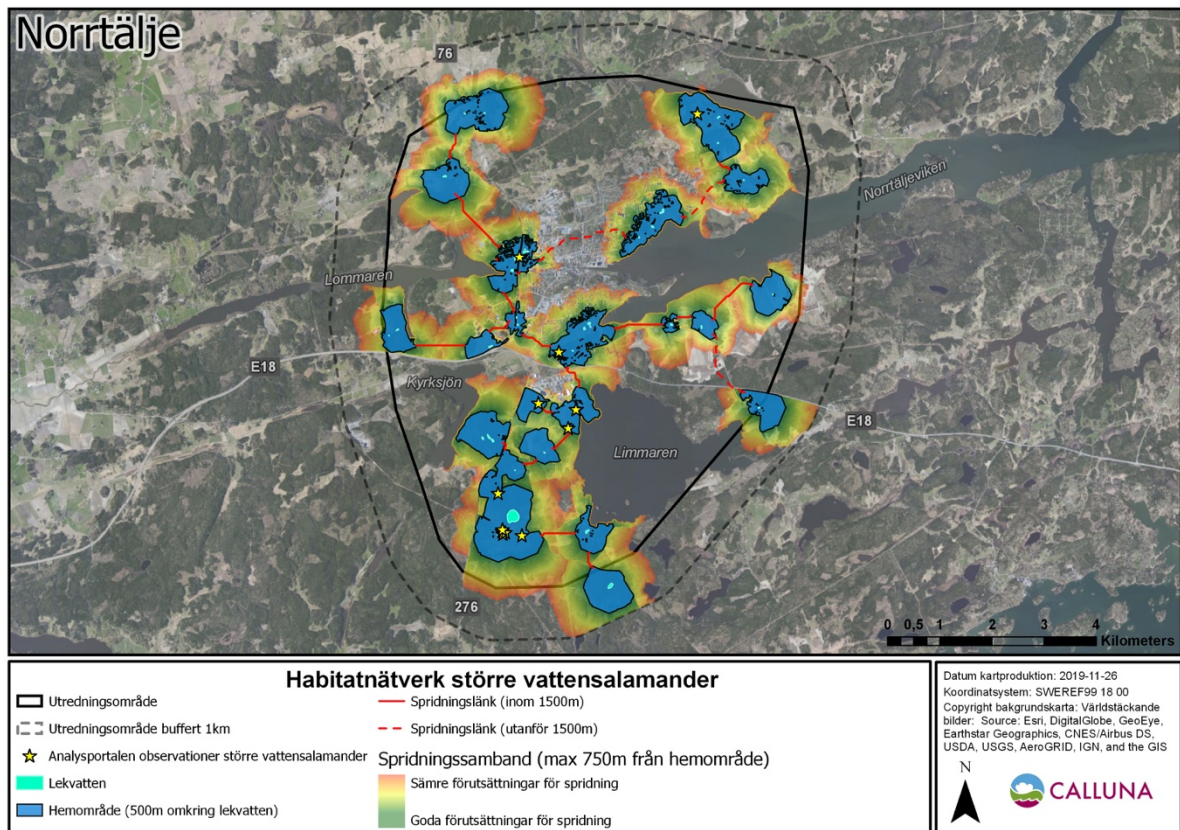 Norrtälje
76
Norrtäljeviken
Lommaren
E18
Kyrksjön
E18
Limmaren
276
0 0,5 1 2 3 4
Kilometers
Habitatnätverk större vattensalamander
Utredningsområde
Utredningsområde buffert 1km
Analysportalen observationer större vattensalamander
Lekvatten
Hemområde (500m omkring lekvatten)
Spridningslänk (inom 1500m)
Spridningslänk (utanför 1500m)
Spridningssamband (max 750m från hemområde)
Sämre förutsättningar för spridning
Goda förutsättningar för spridning
Datum kartproduktion: 2019-11-26
Koordinatsystem: SWEREF99 18 00
Copyright bakgrundskarta: Världstäckande
bilder: Source: Esri, DigitalGlobe, GeoEye,
Earthstar Geographics, CNES/Airbus DS,
USDA, USGS, AeroGRID, IGN, and the GIS
N
CALLUNA